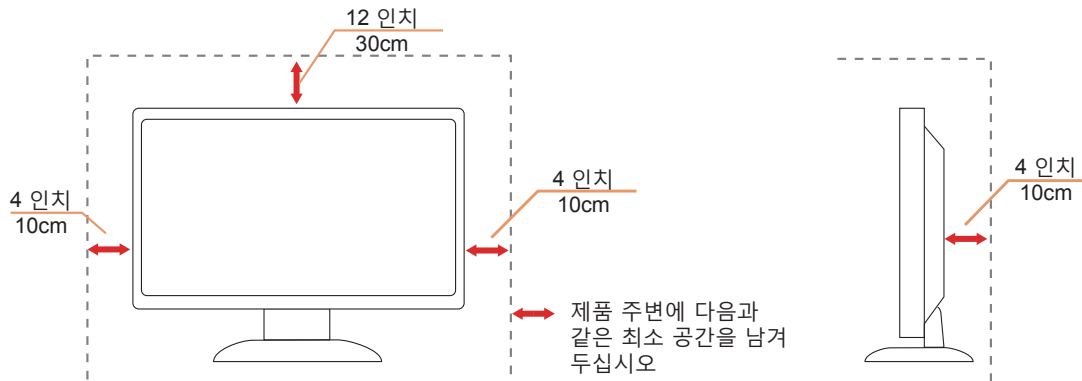 12 인치
30cm
4 인치
10cm
4 인치
10cm
4 인치
10cm
제품 주변에 다음과
같은 최소 공간을 남겨
두십시오